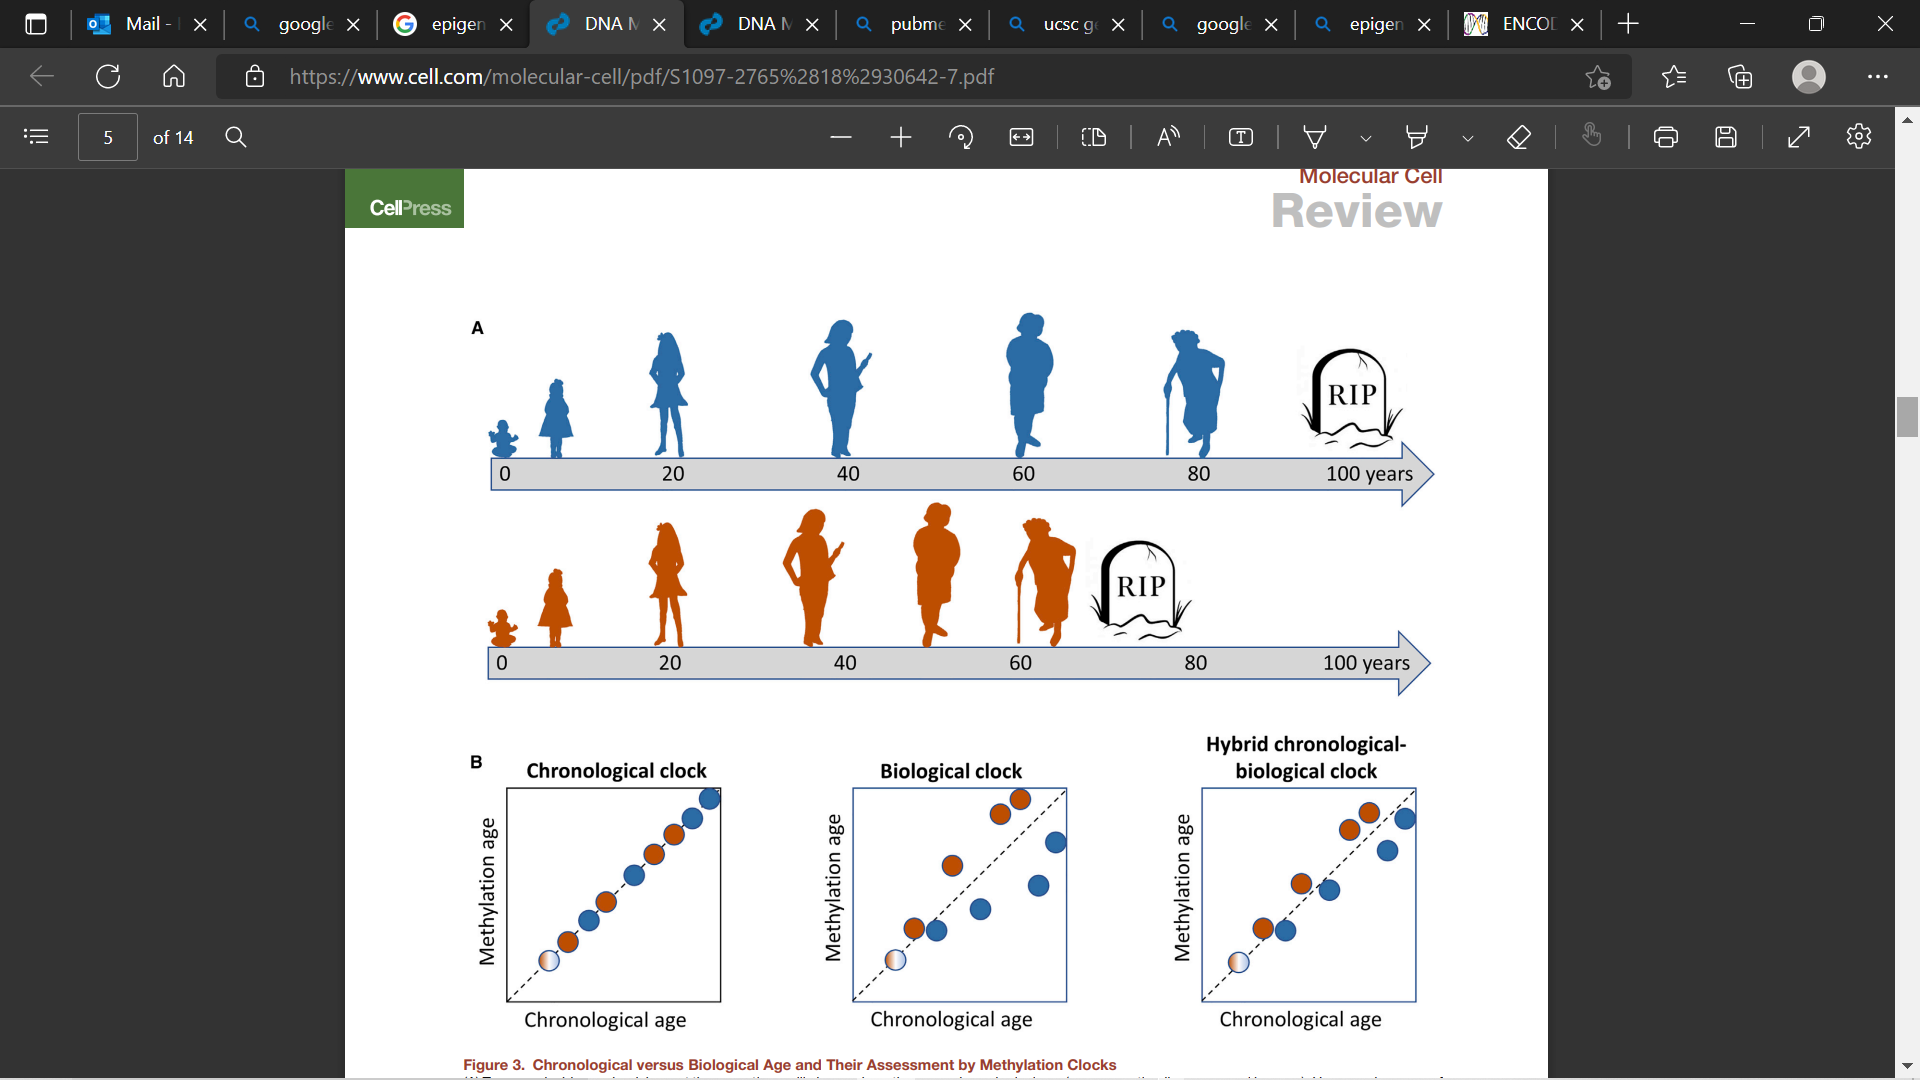 Mail -
google
epigen
DNA M
DNA M
pubme
ucsc g
google
epigen
ENCOD
https://www.cell.com/molecular-cell/pdf/S1097-2765%2818%2930642-7.pdf
5 of 14
CellPress
Molecular Cell
Review
A
RIP
0 20 40 60 80 100 years
RIP
0 20 40 60 80 100 years
B
Chronological clock
Methylation age
Chronological age
Biological clock
Methylation age
Chronological age
Hybrid chronological-
biological clock
Methylation age
Chronological age
Figure 3. Chronological versus Biological Age and Their Assessment by Methylation Clocks